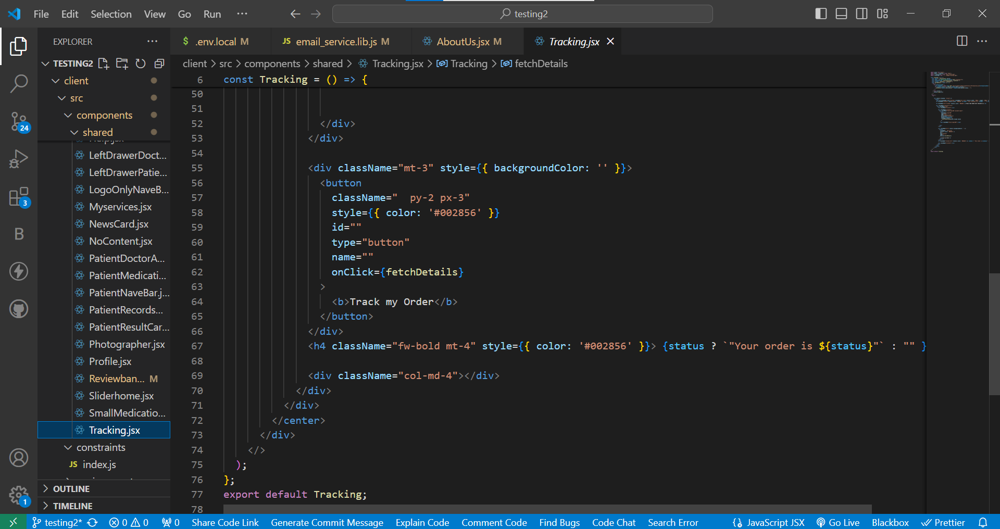 File Edit Selection View Go Run ··· testing2
EXPLORER ···
TESTING2
client
src
components
shared
Help.jsx
LeftDrawerDoct...
LeftDrawerPatie...
LogoOnlyNaveB...
Myservices.jsx
NewsCard.jsx
NoContent.jsx
PatientDoctorA...
PatientMedicati...
PatientNaveBar.j...
PatientRecords...
PatientResultCar...
Photographer.jsx
Profile.jsx
Reviewban... M
Sliderhome.jsx
SmallMedicatio...
Tracking.jsx
constraints
JS index.js
OUTLINE
TIMELINE
24
3
B
1
$ .env.local M JS email_service.lib.js M AboutUs.jsx M Tracking.jsx
client > src > components > shared > Tracking.jsx > Tracking > fetchDetails
6 const Tracking = () => {
50
51
52 </div>
53 </div>
54
55 <div className="mt-3" style={{ backgroundColor: '' }}>
56 <button
57 className="  py-2 px-3"
58 style={{ color: '#002856' }}
59 id=""
60 type="button"
61 name=""
62 onClick={fetchDetails}
63 >
64 <b>Track my Order</b>
65 </button>
66 </div>
67 <h4 className="fw-bold mt-4" style={{ color: '#002856' }}> {status ? `"Your order is ${status}"` : "" }
68
69 <div className="col-md-4"></div>
70 </div>
71 </div>
72 </center>
73 </div>
74 </>
75 );
76 };
77 export default Tracking;
78
testing2* 0 0 0 Share Code Link Generate Commit Message Explain Code Comment Code Find Bugs Code Chat Search Error JavaScript JSX Go Live Blackbox Prettier